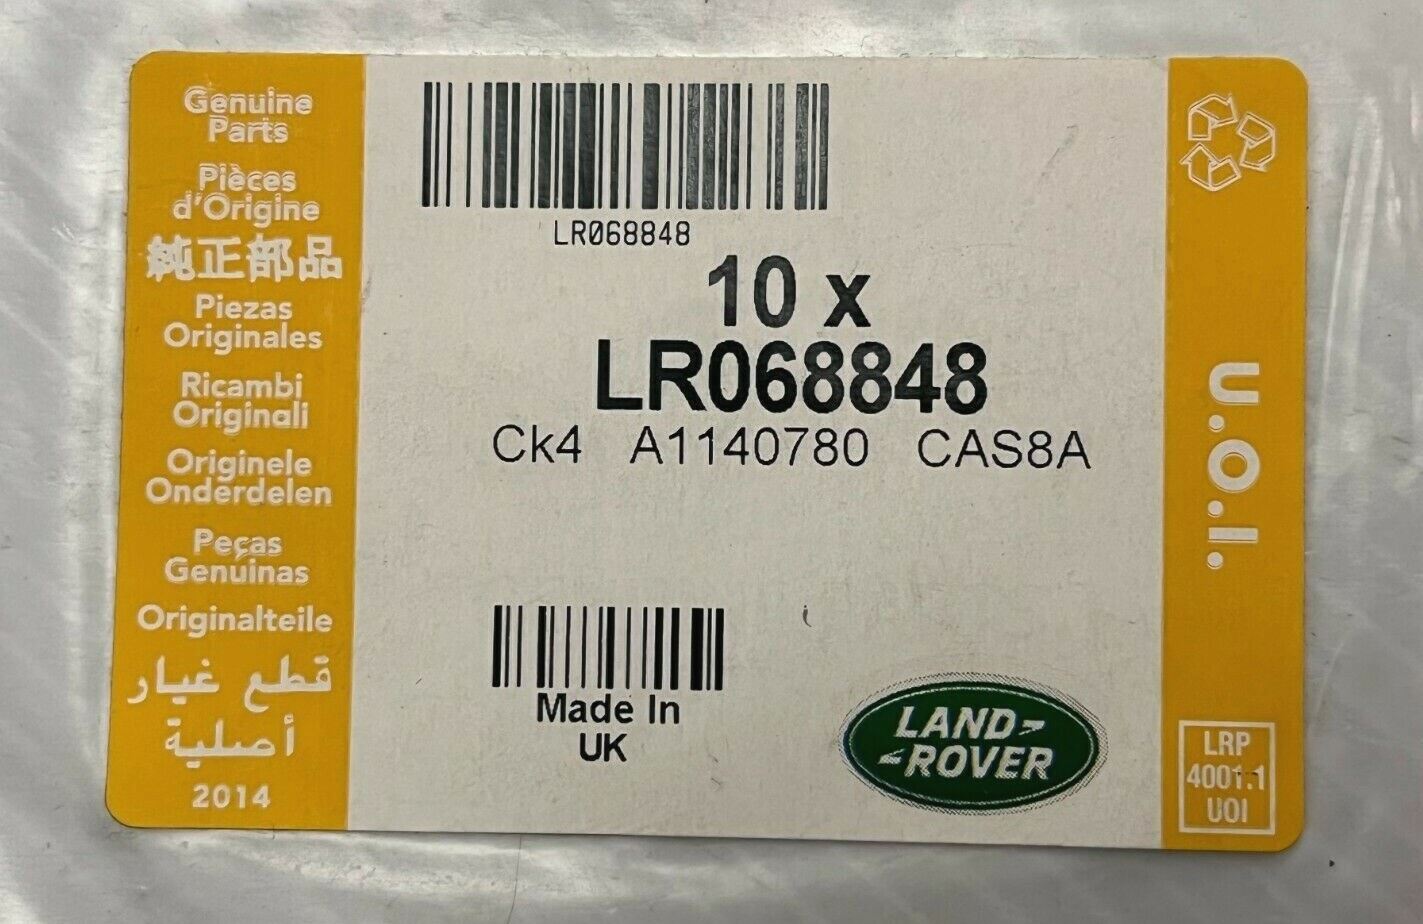 Genuine
Parts
Pièces
d'Origine
純正部品
Piezas
Originales
Ricambi
Originali
Originele
Onderdelen
Peças
Genuínas
Originalteile
قطع غيار
أصلية
2014
LR068848
10 x
LR068848
Ck4 A1140780 CAS8A
Made In
UK
LAND
ROVER
u.o.i.
LRP
4001.1
UOI